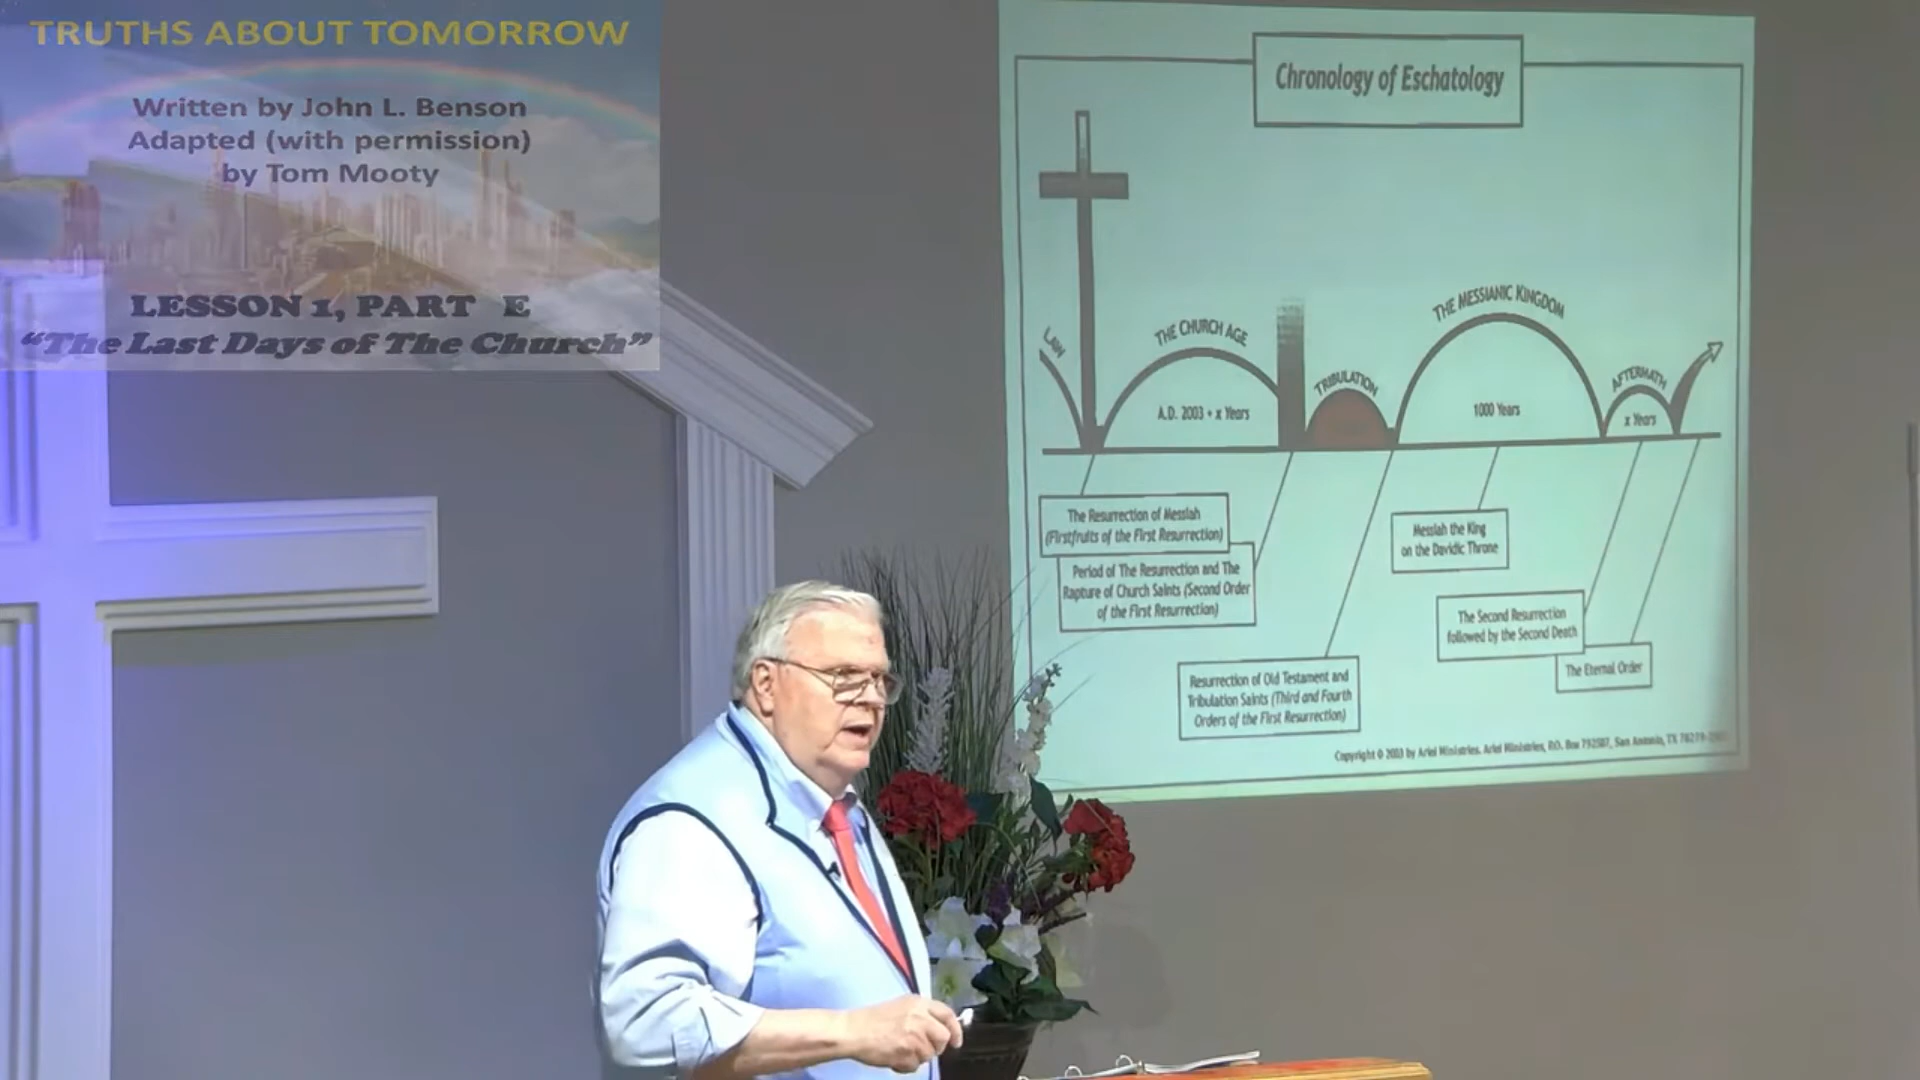 TRUTHS ABOUT TOMORROW
Written by John L. Benson
Adapted (with permission)
by Tom Mooty
LESSON 1, PART E
“The Last Days of The Church”
Chronology of Eschatology
LAW
THE CHURCH AGE
A.D. 2003 + x Years
TRIBULATION
THE MESSIANIC KINGDOM
1000 Years
AFTERMATH
x Years
The Resurrection of Messiah
(Firstfruits of the First Resurrection)
Period of The Resurrection and The
Rapture of Church Saints (Second Order
of the First Resurrection)
Resurrection of Old Testament and
Tribulation Saints (Third and Fourth
Orders of the First Resurrection)
Messiah the King
on the Davidic Throne
The Second Resurrection
followed by the Second Death
The Eternal Order
Copyright © 2003 by Ariel Ministries. Ariel Ministries, P.O. Box 792507, San Antonio, TX